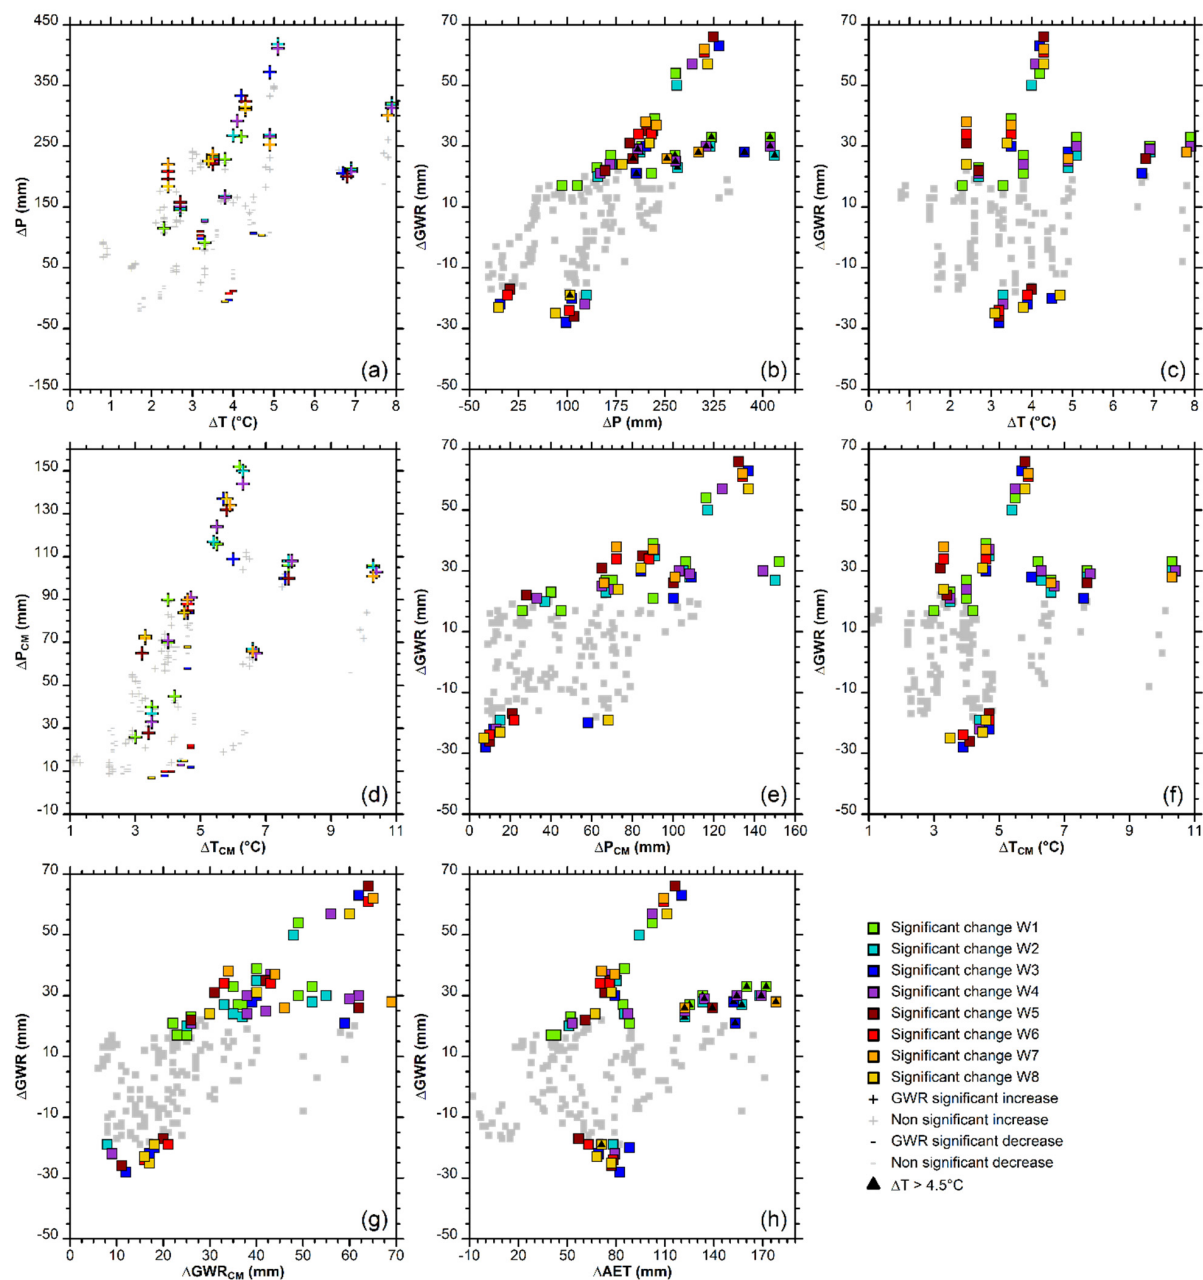 450
350
250
150
50
-50
-150
ΔP (mm)
0 1 2 3 4 5 6 7 8
ΔT (°C)
(a)
70
50
30
10
-10
-30
-50
ΔGWR (mm)
-50 25 100 175 250 325 400
ΔP (mm)
(b)
70
50
30
10
-10
-30
-50
ΔGWR (mm)
0 1 2 3 4 5 6 7 8
ΔT (°C)
(c)
150
130
110
90
70
50
30
10
-10
ΔPCM (mm)
1 3 5 7 9 11
ΔTCM (°C)
(d)
70
50
30
10
-10
-30
-50
ΔGWR (mm)
0 20 40 60 80 100 120 140 160
ΔPCM (mm)
(e)
70
50
30
10
-10
-30
-50
ΔGWR (mm)
1 3 5 7 9 11
ΔTCM (°C)
(f)
70
50
30
10
-10
-30
-50
ΔGWR (mm)
0 10 20 30 40 50 60 70
ΔGWRCM (mm)
(g)
70
50
30
10
-10
-30
-50
ΔGWR (mm)
-10 20 50 80 110 140 170
ΔAET (mm)
(h)
Significant change W1
Significant change W2
Significant change W3
Significant change W4
Significant change W5
Significant change W6
Significant change W7
Significant change W8
+ GWR significant increase
+ Non significant increase
- GWR significant decrease
- Non significant decrease
▲ ΔT > 4.5°C